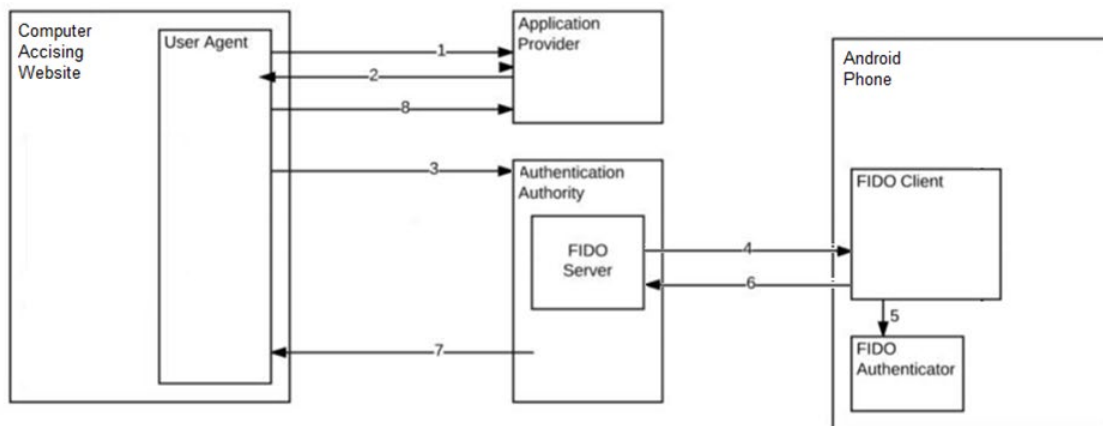 Computer
Accising
Website
User Agent
Application
Provider
1
2
8
3
Authentication
Authority
FIDO
Server
4
6
7
Android
Phone
FIDO Client
5
FIDO
Authenticator